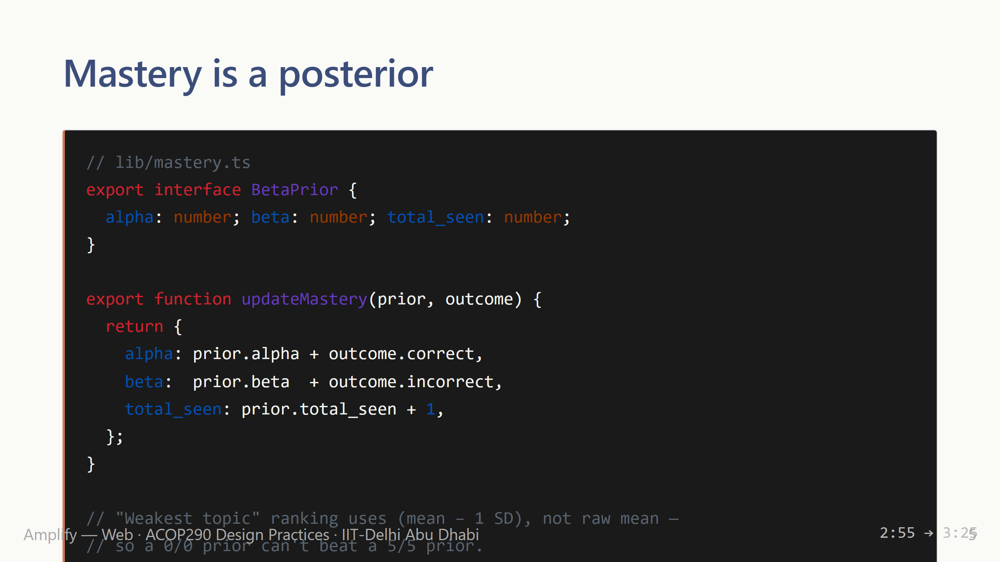 Mastery is a posterior
// lib/mastery.ts
export interface BetaPrior {
  alpha: number; beta: number; total_seen: number;
}
export function updateMastery(prior, outcome) {
  return {
    alpha: prior.alpha + outcome.correct,
    beta:  prior.beta  + outcome.incorrect,
    total_seen: prior.total_seen + 1,
  };
}
// "Weakest topic" ranking uses (mean − 1 SD), not raw mean —
// so a 0/0 prior can't beat a 5/5 prior.
Amplify — Web · ACOP290 Design Practices · IIT-Delhi Abu Dhabi
2:55 → 3:25
5